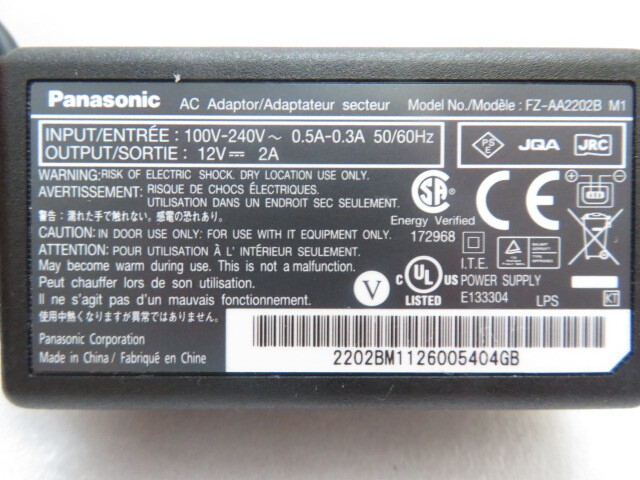 Panasonic AC Adaptor/Adaptateur secteur Model No./Modèle : FZ-AA2202B M1
INPUT/ENTRÉE : 100V-240V～ 0.5A-0.3A 50/60Hz
OUTPUT/SORTIE : 12V⎓ 2A
PS E JQA JRC
WARNING: RISK OF ELECTRIC SHOCK. DRY LOCATION USE ONLY.
AVERTISSEMENT: RISQUE DE CHOCS ÉLECTRIQUES.
UTILISATION DANS UN ENDROIT SEC SEULEMENT.
警告：濡れた手で触れない。感電の恐れあり。
CAUTION: IN DOOR USE ONLY: FOR USE WITH IT EQUIPMENT ONLY.
ATTENTION: POUR UTILISATION À L' INTÉRIEUR SEULEMENT.
May become warm during use. This is not a malfunction.
Peut chauffer lors de son utilisation.
Il ne s'agit pas d'un mauvais fonctionnement.
使用中熱くなりますが異常ではありません。
SA
Energy Verified
172968
CE
V
c UL US
LISTED
I.T.E.
POWER SUPPLY
E133304 LPS
KT
Panasonic Corporation
Made in China / Fabriqué en Chine
2202BM1126005404GB